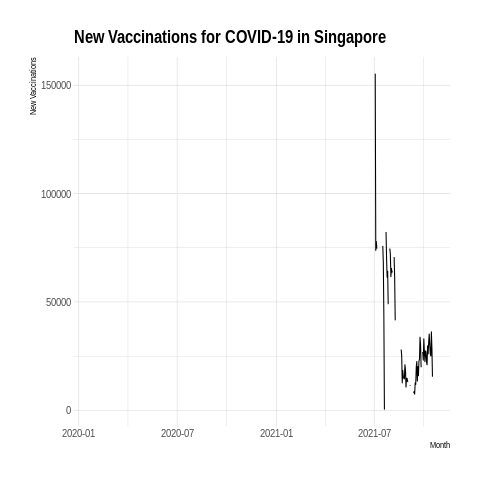 New Vaccinations for COVID-19 in Singapore
New Vaccinations
150000
100000
50000
0
2020-01 2020-07 2021-01 2021-07
Month